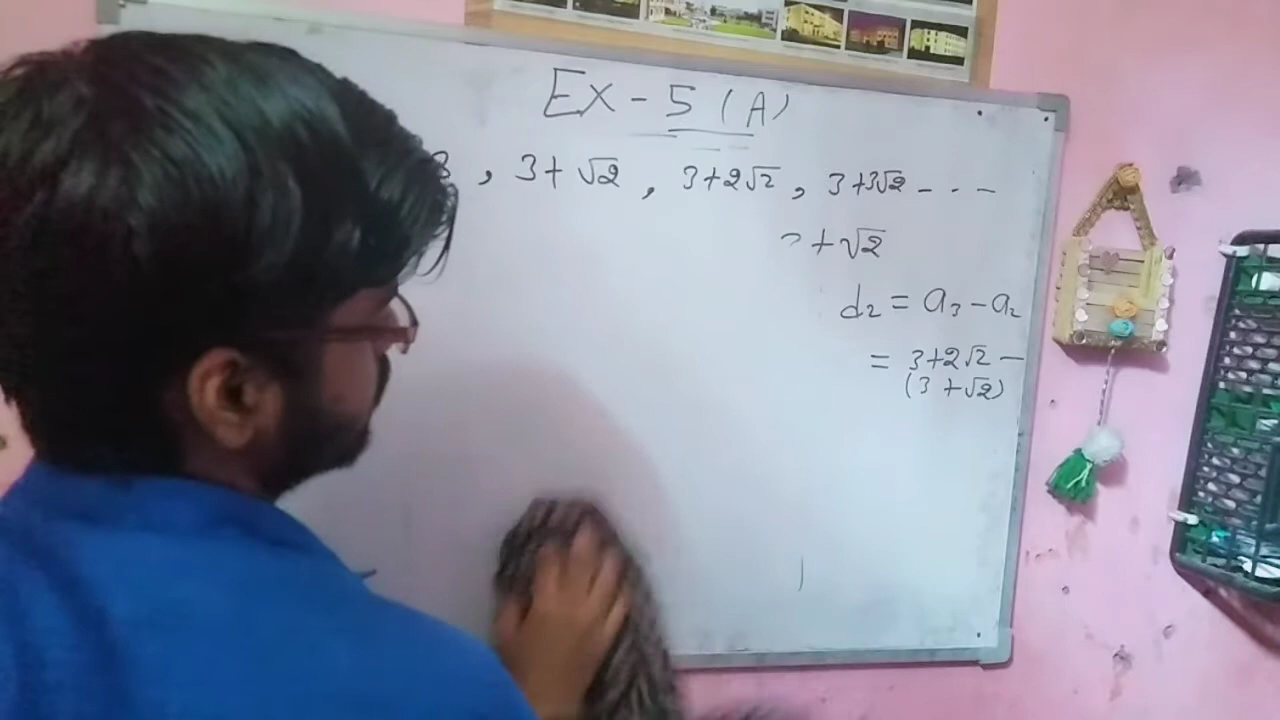 EX - 5 (A)
3 , 3 + √2 , 3 + 2√2 , 3 + 3√2 - - -
+ √2
d₂ = a₃ - a₂
= 3 + 2√2 -
(3 + √2)